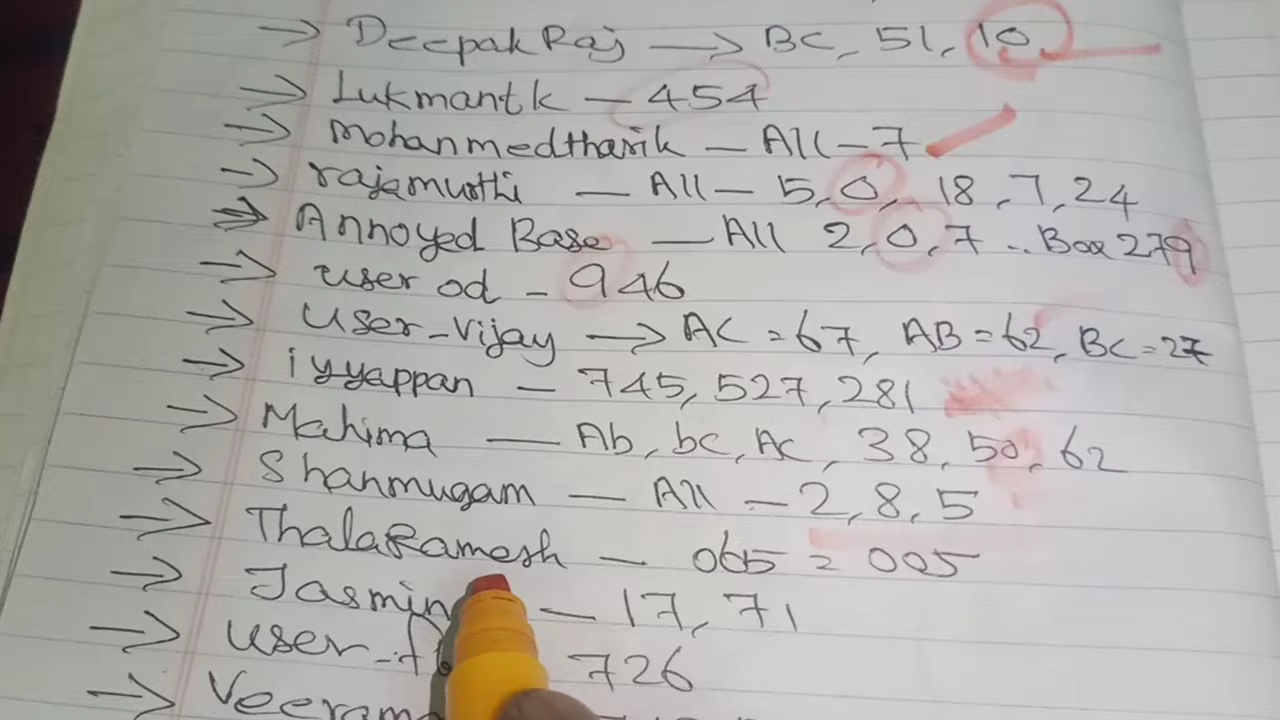 → Deepak Raj → BC, 51, 10
→ Lukmantk - 454
→ Mohanmedtharik - All - 7
→ rajamurthi - All - 5, 0, 18, 7, 24
→ Annoyed Base - All 2, 0, 7 .. Box 279
→ user od - 946
→ User-Vijay → AC = 67, AB = 62, BC = 27
→ iyyappan - 745, 527, 281
→ Mahima - Ab, bc, Ac, 38, 50, 62
→ Shanmugam - All - 2, 8, 5
→ ThalaRamesh - 065 = 005
→ Jasmin - 17, 71
→ user - 726
→